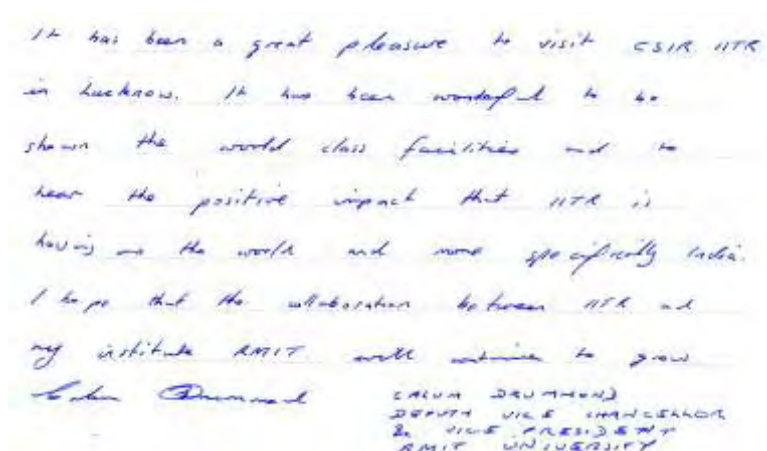 It has been a great pleasure to visit CSIR IITR
in Lucknow. It has been wonderful to be
shown the world class facilities and to
hear the positive impact that IITR is
having on the world and more specifically India.
I hope that the collaboration between IITR and
my institute RMIT will continue to grow
Calum Drummond
CALUM DRUMMOND
DEPUTY VICE CHANCELLOR
& VICE PRESIDENT
RMIT UNIVERSITY